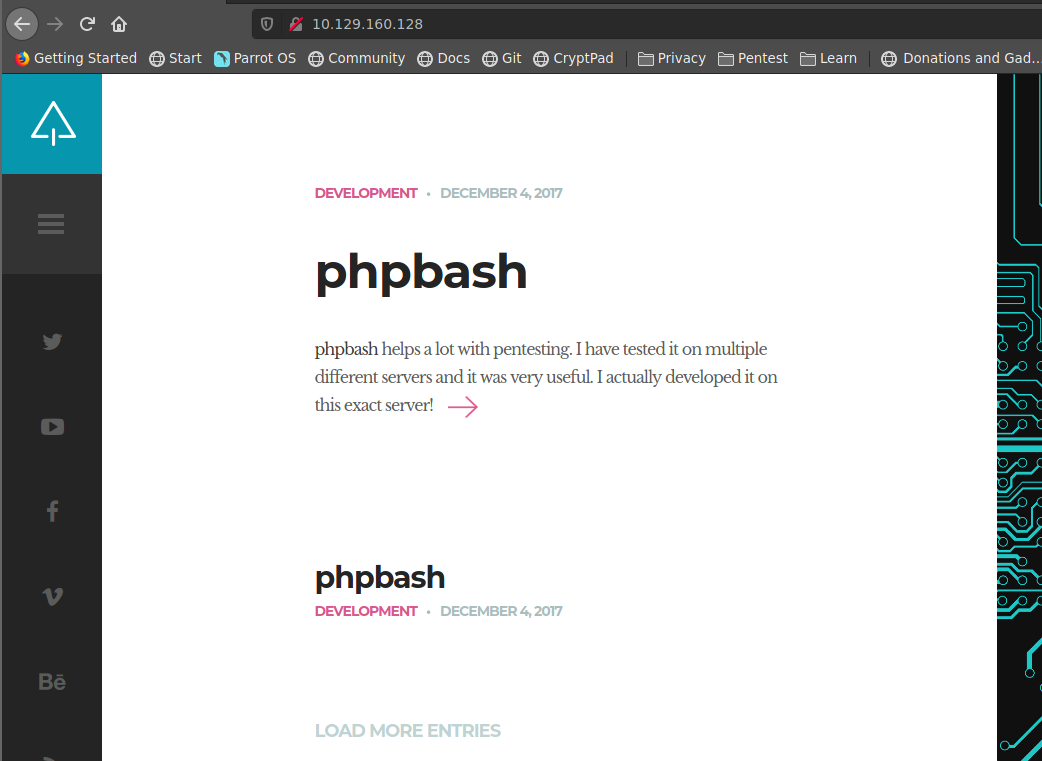 10.129.160.128
Getting Started Start Parrot OS Community Docs Git CryptPad Privacy Pentest Learn Donations and Gad...
DEVELOPMENT • DECEMBER 4, 2017
phpbash
phpbash helps a lot with pentesting. I have tested it on multiple
different servers and it was very useful. I actually developed it on
this exact server!
phpbash
DEVELOPMENT • DECEMBER 4, 2017
Bē
LOAD MORE ENTRIES